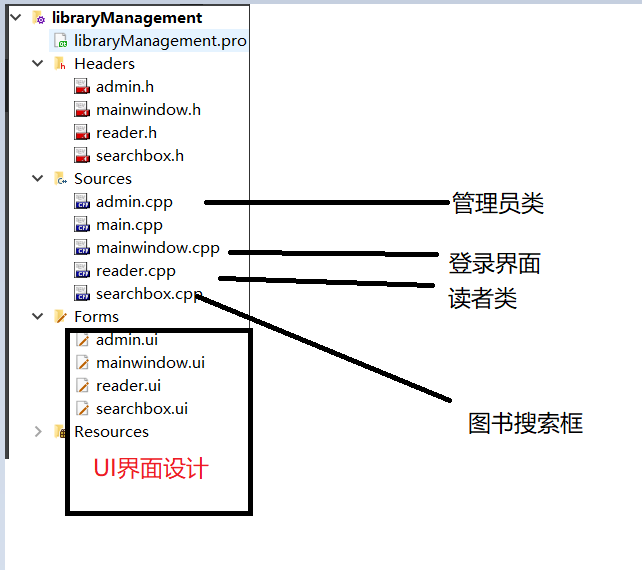 libraryManagement
libraryManagement.pro
Headers
admin.h
mainwindow.h
reader.h
searchbox.h
Sources
admin.cpp
管理员类
main.cpp
mainwindow.cpp
登录界面
reader.cpp
读者类
searchbox.cpp
Forms
admin.ui
mainwindow.ui
reader.ui
searchbox.ui
图书搜索框
Resources
UI界面设计